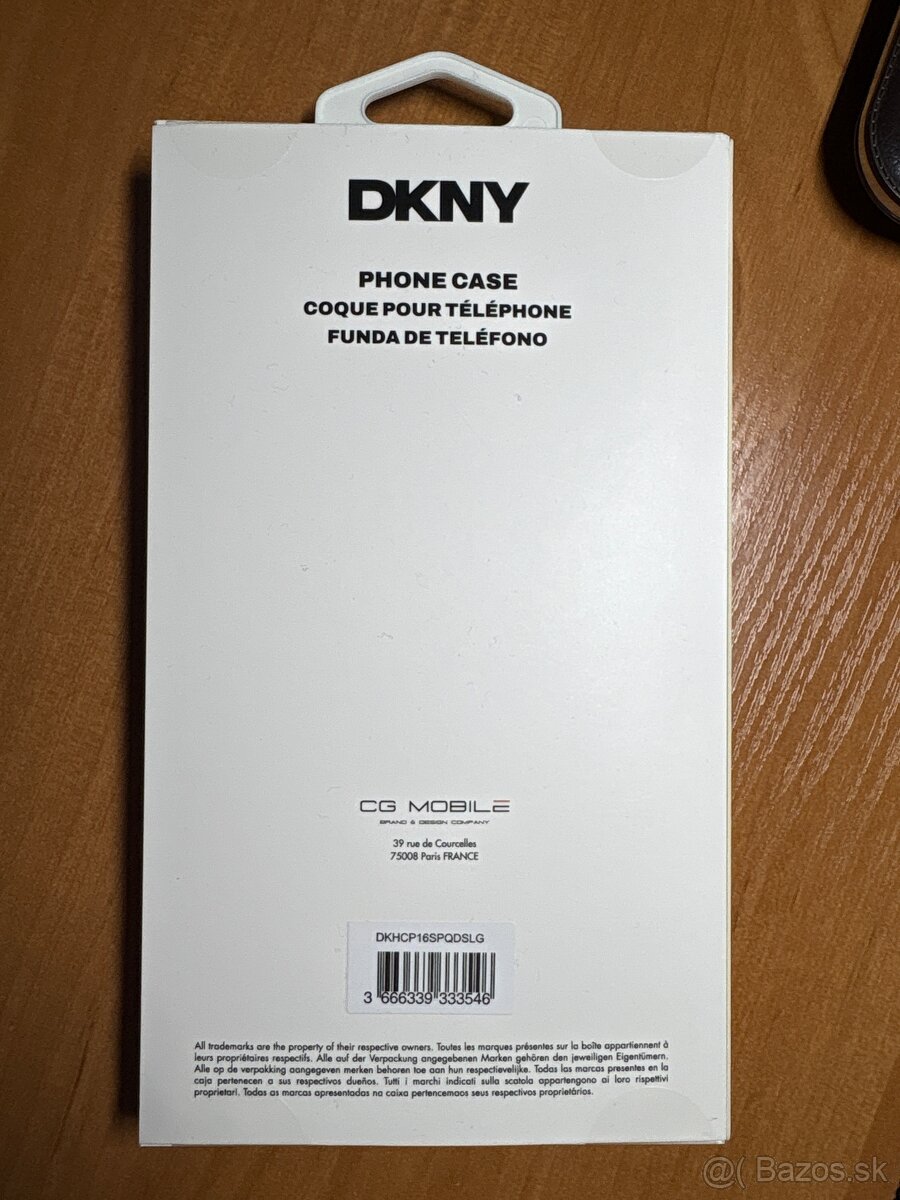 DKNY
PHONE CASE
COQUE POUR TÉLÉPHONE
FUNDA DE TELÉFONO
CG MOBILE
BRAND & DESIGN COMPANY
39 rue de Courcelles
75008 Paris FRANCE
DKHCP16SPQDSLG
3 666339 333546
All trademarks are the property of their respective owners. Toutes les marques présentes sur la boîte appartiennent à
leurs propriétaires respectifs. Alle auf der Verpackung angegebenen Marken gehören den jeweiligen Eigentümern.
Alle op de verpakking aangegeven merken behoren toe aan hun respectievelijke. Todas las marcas presentes en la
caja pertenecen a sus respectivos dueños. Tutti i marchi indicati sulla scatola appartengono ai loro rispettivi
proprietari. Todas as marcas apresentadas na caixa pertencemaos seus respectivos proprietários.
@( Bazos.sk